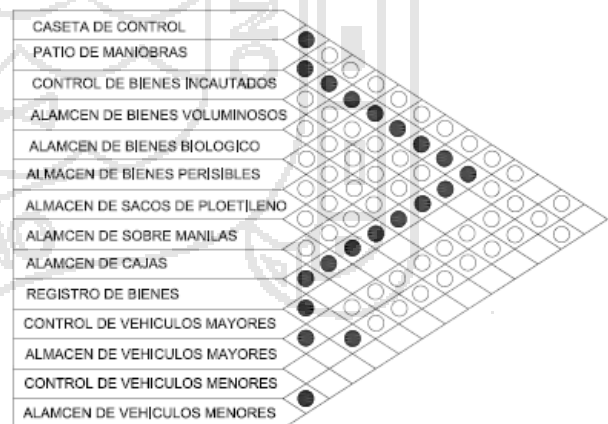 CASETA DE CONTROL
PATIO DE MANIOBRAS
CONTROL DE BIENES INCAUTADOS
ALAMCEN DE BIENES VOLUMINOSOS
ALAMCEN DE BIENES BIOLOGICO
ALMACEN DE BIENES PERISIBLES
ALMACEN DE SACOS DE PLOETILENO
ALAMCEN DE SOBRE MANILAS
ALAMCEN DE CAJAS
REGISTRO DE BIENES
CONTROL DE VEHICULOS MAYORES
ALMACEN DE VEHICULOS MAYORES
CONTROL DE VEHICULOS MENORES
ALAMCEN DE VEHICULOS MENORES